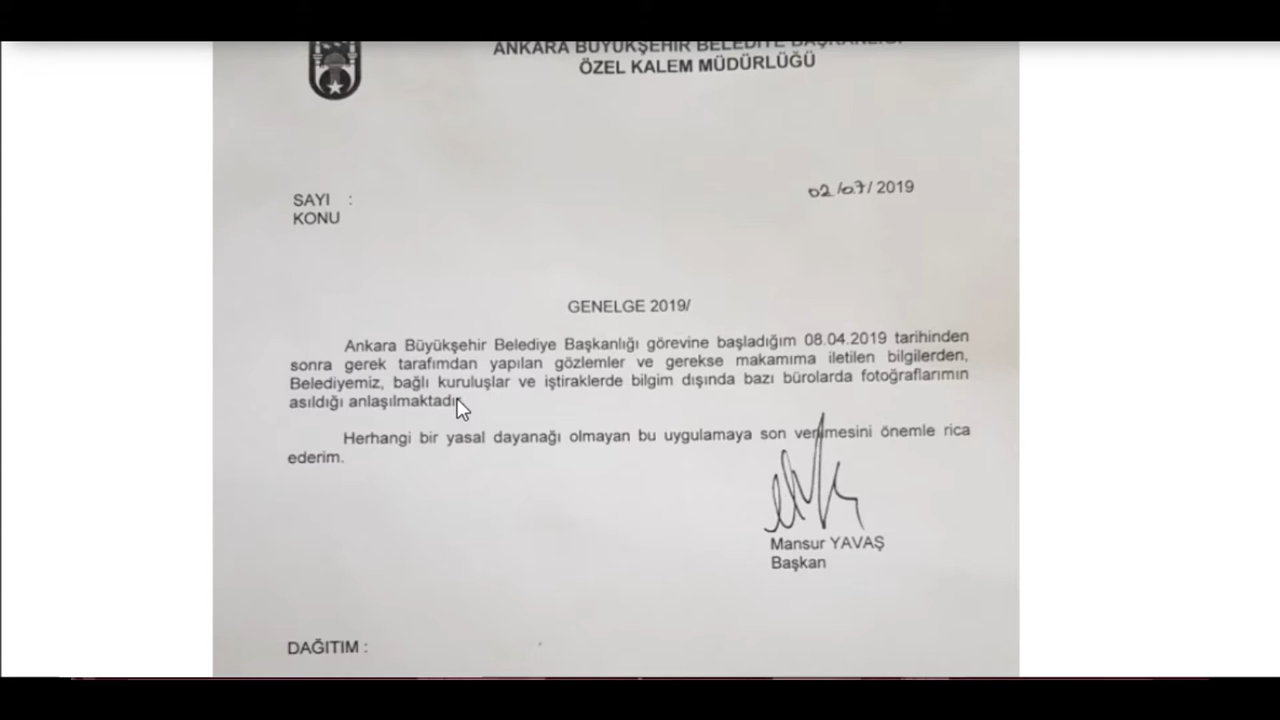 ANKARA BÜYÜKŞEHİR BELEDİYE BAŞKANLIĞI
ÖZEL KALEM MÜDÜRLÜĞÜ
02/07/2019
SAYI :
KONU
GENELGE 2019/
Ankara Büyükşehir Belediye Başkanlığı görevine başladığım 08.04.2019 tarihinden
sonra gerek tarafımdan yapılan gözlemler ve gerekse makamıma iletilen bilgilerden,
Belediyemiz, bağlı kuruluşlar ve iştiraklerde bilgim dışında bazı bürolarda fotoğraflarımın
asıldığı anlaşılmaktadır.
Herhangi bir yasal dayanağı olmayan bu uygulamaya son verilmesini önemle rica
ederim.
Mansur YAVAŞ
Başkan
DAĞITIM :